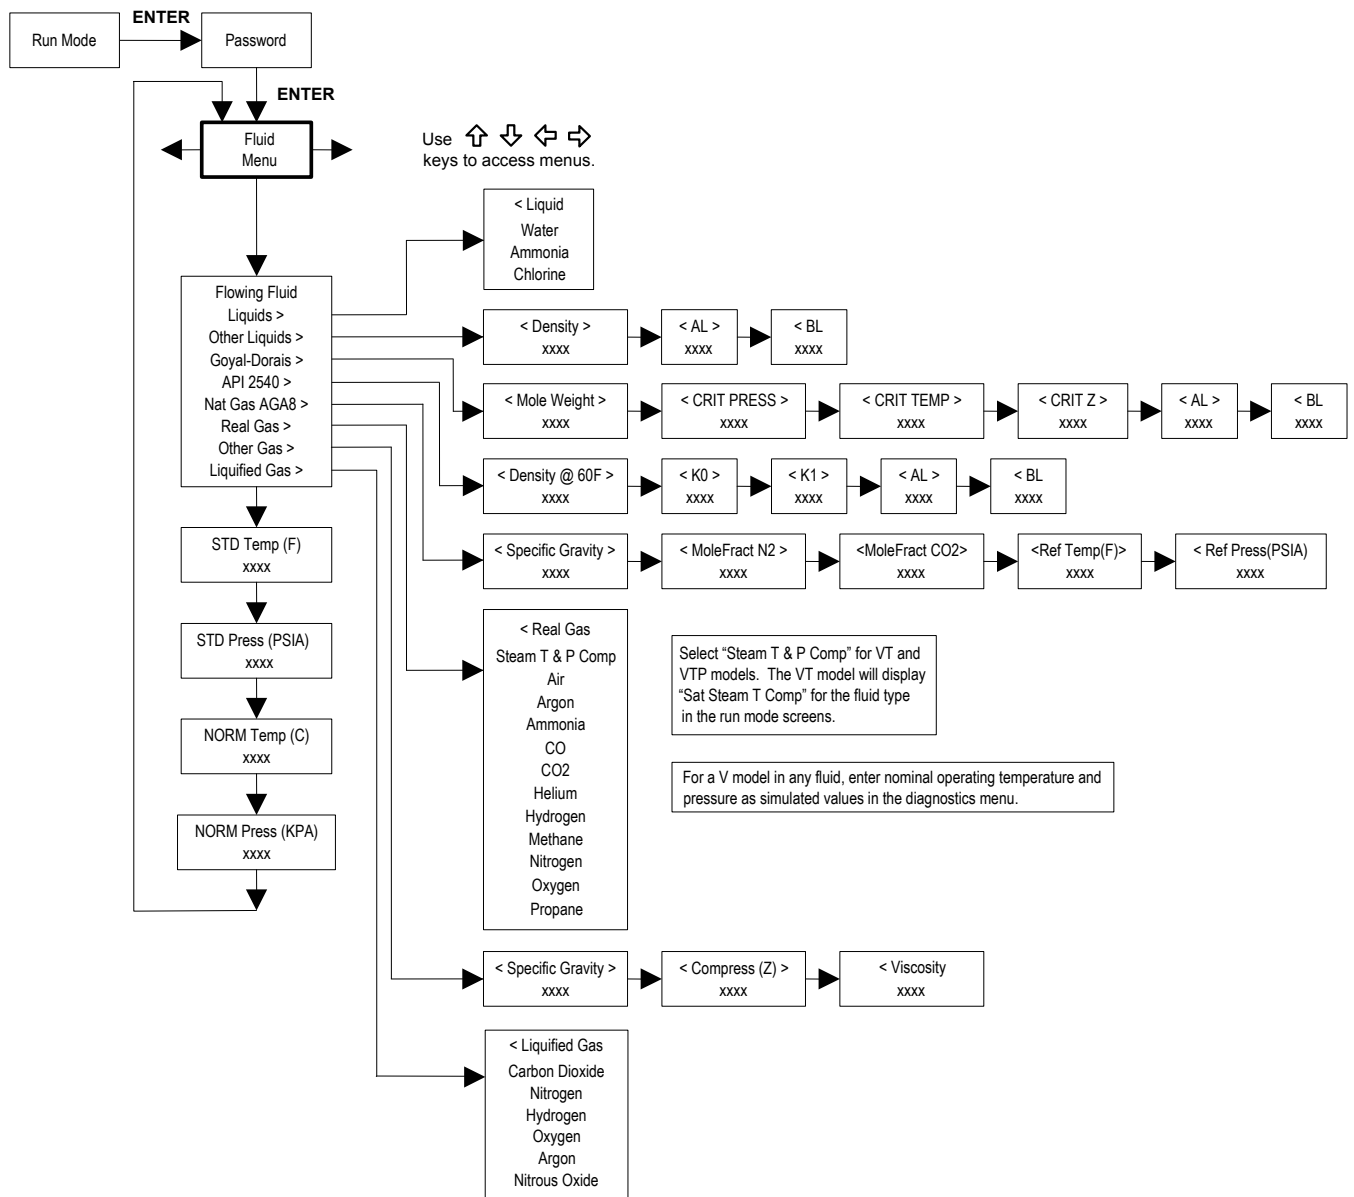 ENTER
Run Mode
Password
ENTER
Fluid
Menu
Use
keys to access menus.
< Liquid
Water
Ammonia
Chlorine
Flowing Fluid
Liquids >
Other Liquids >
Goyal-Dorais >
API 2540 >
Nat Gas AGA8 >
Real Gas >
Other Gas >
Liquified Gas >
< Density >
xxxx
< AL >
xxxx
< BL
xxxx
< Mole Weight >
xxxx
< CRIT PRESS >
xxxx
< CRIT TEMP >
xxxx
< CRIT Z >
xxxx
< AL >
xxxx
< BL
xxxx
< Density @ 60F >
xxxx
< K0 >
xxxx
< K1 >
xxxx
< AL >
xxxx
< BL
xxxx
< Specific Gravity >
xxxx
< MoleFract N2 >
xxxx
<MoleFract CO2>
xxxx
<Ref Temp(F)>
xxxx
< Ref Press(PSIA)
xxxx
STD Temp (F)
xxxx
STD Press (PSIA)
xxxx
NORM Temp (C)
xxxx
NORM Press (KPA)
xxxx
< Real Gas
Steam T & P Comp
Air
Argon
Ammonia
CO
CO2
Helium
Hydrogen
Methane
Nitrogen
Oxygen
Propane
Select “Steam T & P Comp” for VT and
VTP models. The VT model will display
“Sat Steam T Comp” for the fluid type
in the run mode screens.
For a V model in any fluid, enter nominal operating temperature and
pressure as simulated values in the diagnostics menu.
< Specific Gravity >
xxxx
< Compress (Z) >
xxxx
< Viscosity
xxxx
< Liquified Gas
Carbon Dioxide
Nitrogen
Hydrogen
Oxygen
Argon
Nitrous Oxide